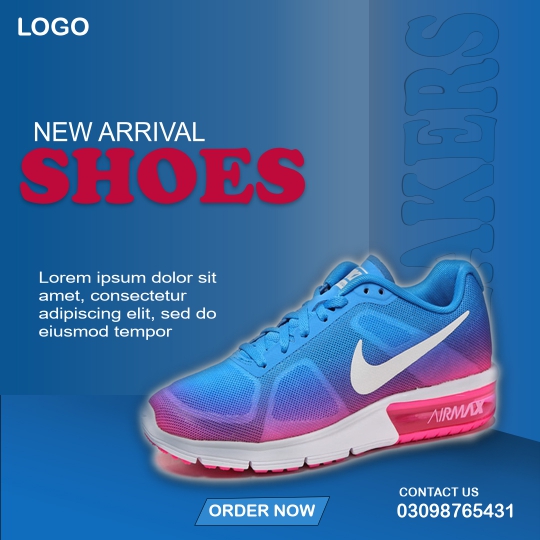 LOGO
AKERS
NEW ARRIVAL
SHOES
Lorem ipsum dolor sit
amet, consectetur
adipiscing elit, sed do
eiusmod tempor
AIRMAX
ORDER NOW
CONTACT US
03098765431